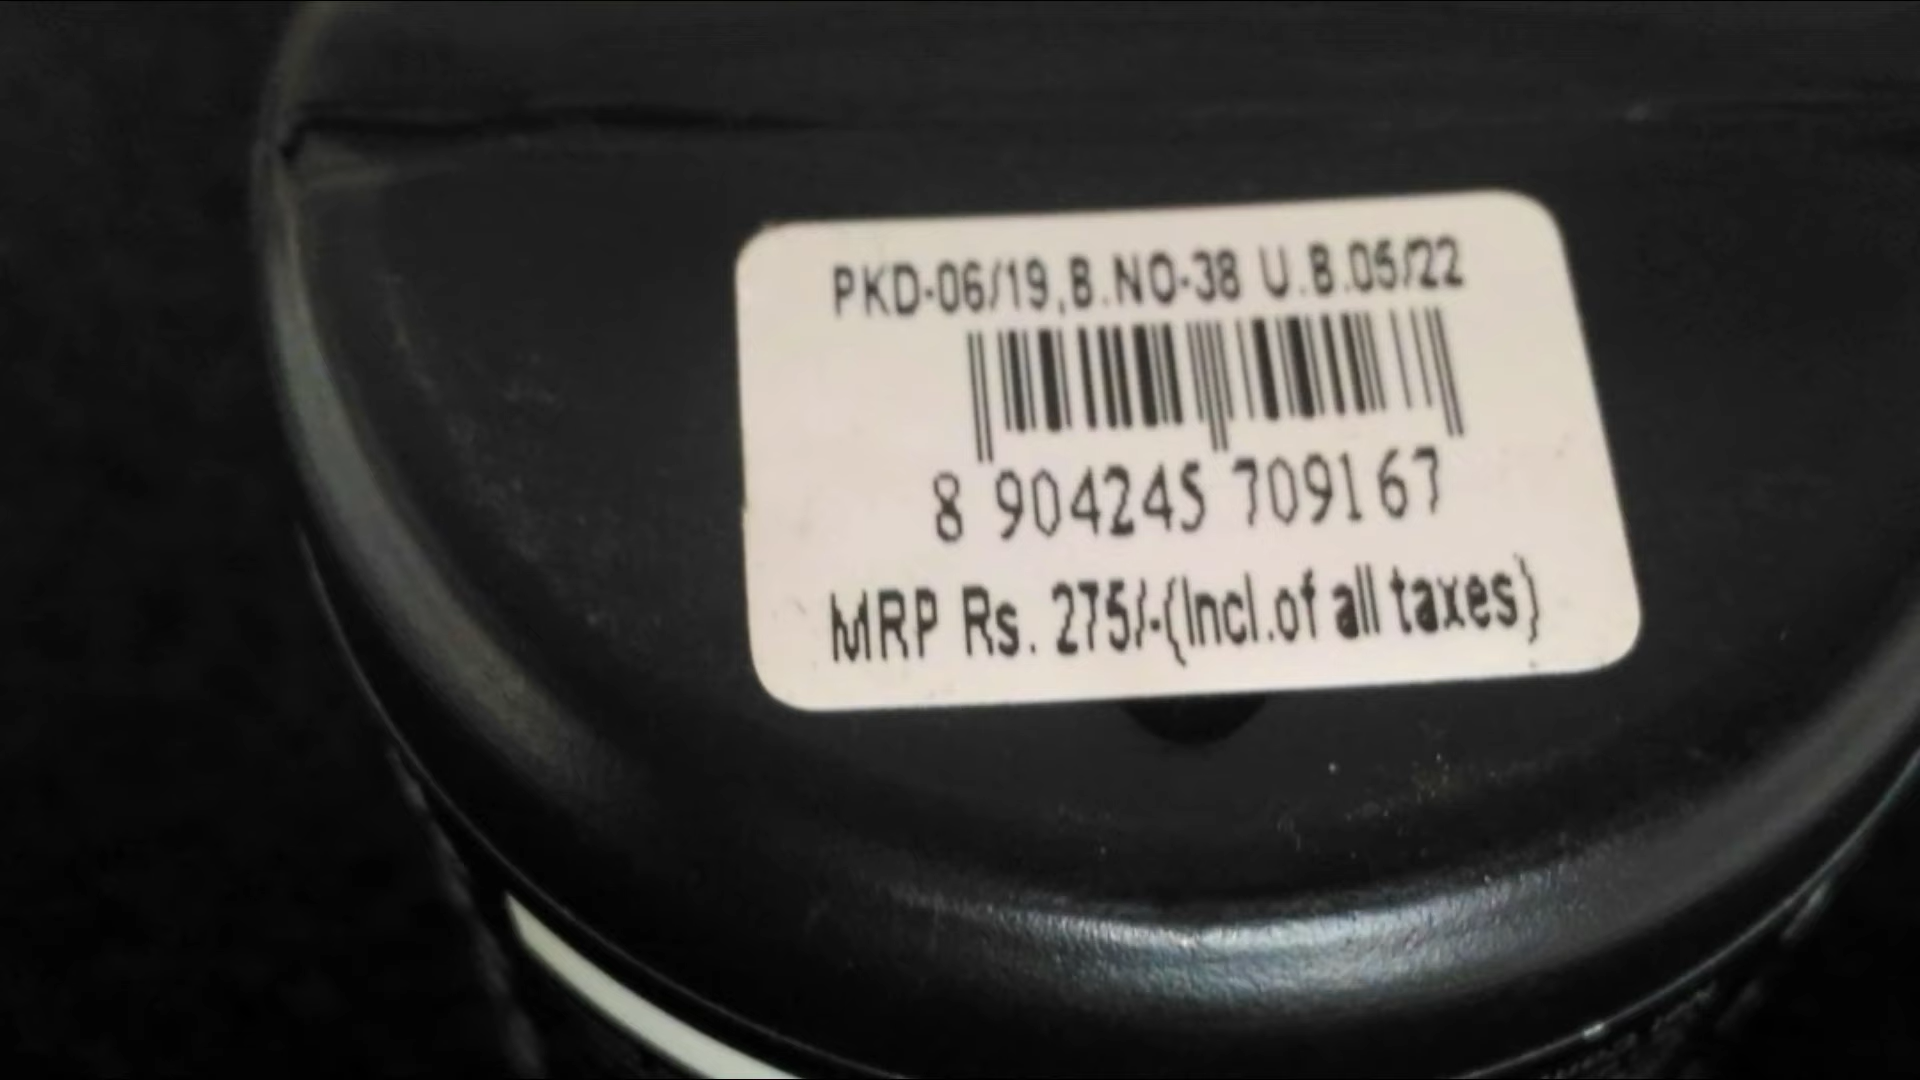 PKD-06/19,B.NO-38 U.B.05/22
8 904245 709167
MRP Rs. 275/-{Incl.of all taxes}